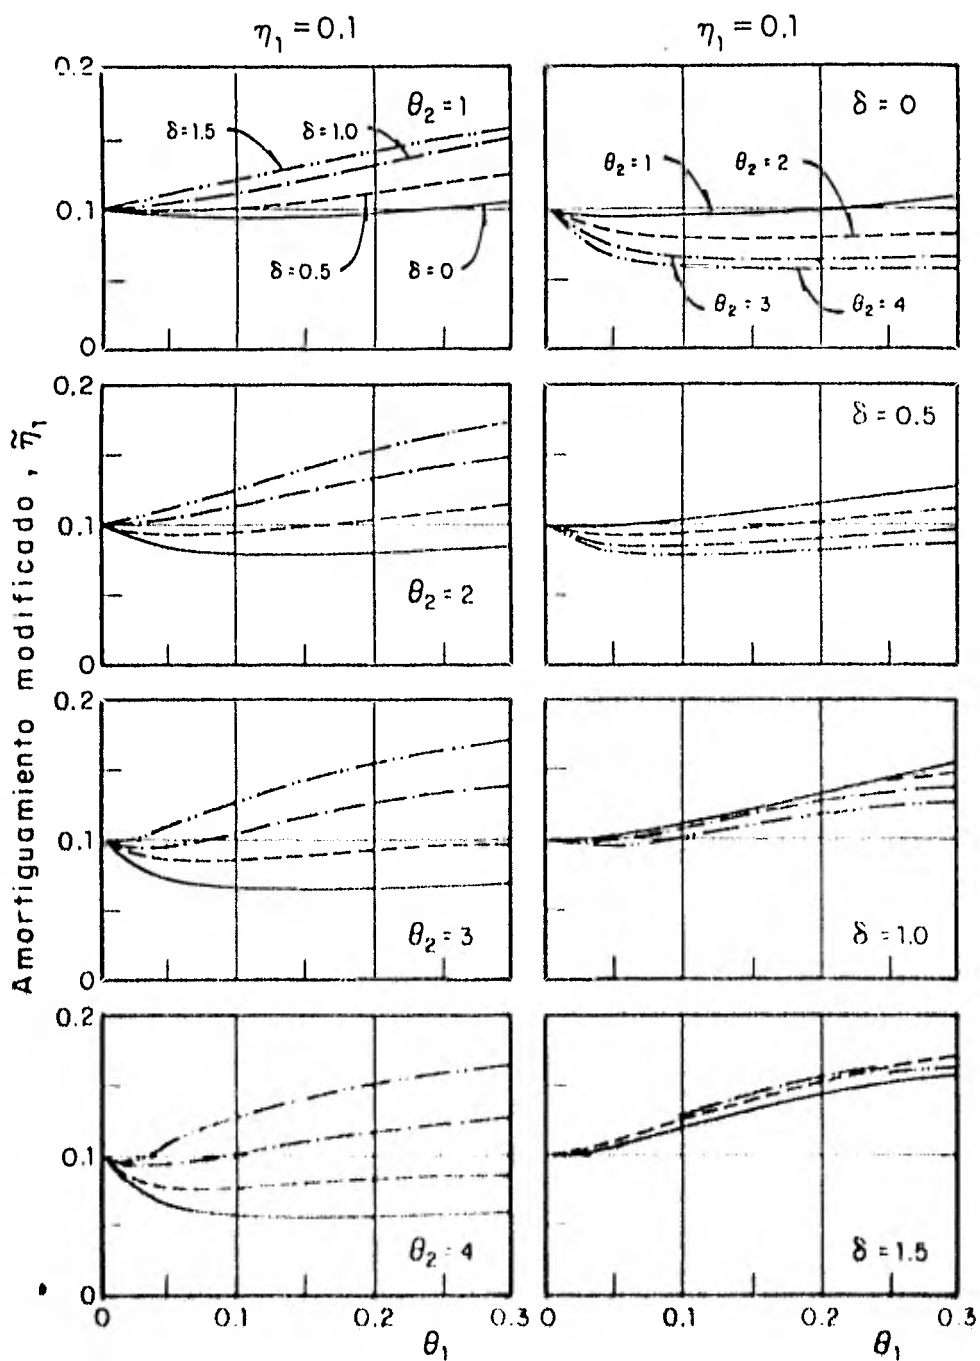 η₁ = 0.1
η₁ = 0.1
0.2
0.1
0
θ₂ = 1
δ = 1.5
δ = 1.0
δ = 0.5
δ = 0
δ = 0
θ₂ = 1
θ₂ = 2
θ₂ = 3
θ₂ = 4
0.2
0.1
0
θ₂ = 2
δ = 0.5
Amortiguamiento modificado, η̃₁
0.2
0.1
0
θ₂ = 3
δ = 1.0
0.2
0.1
0
θ₂ = 4
δ = 1.5
0 0.1 0.2 0.3
0 0.1 0.2 0.3
θ₁
θ₁